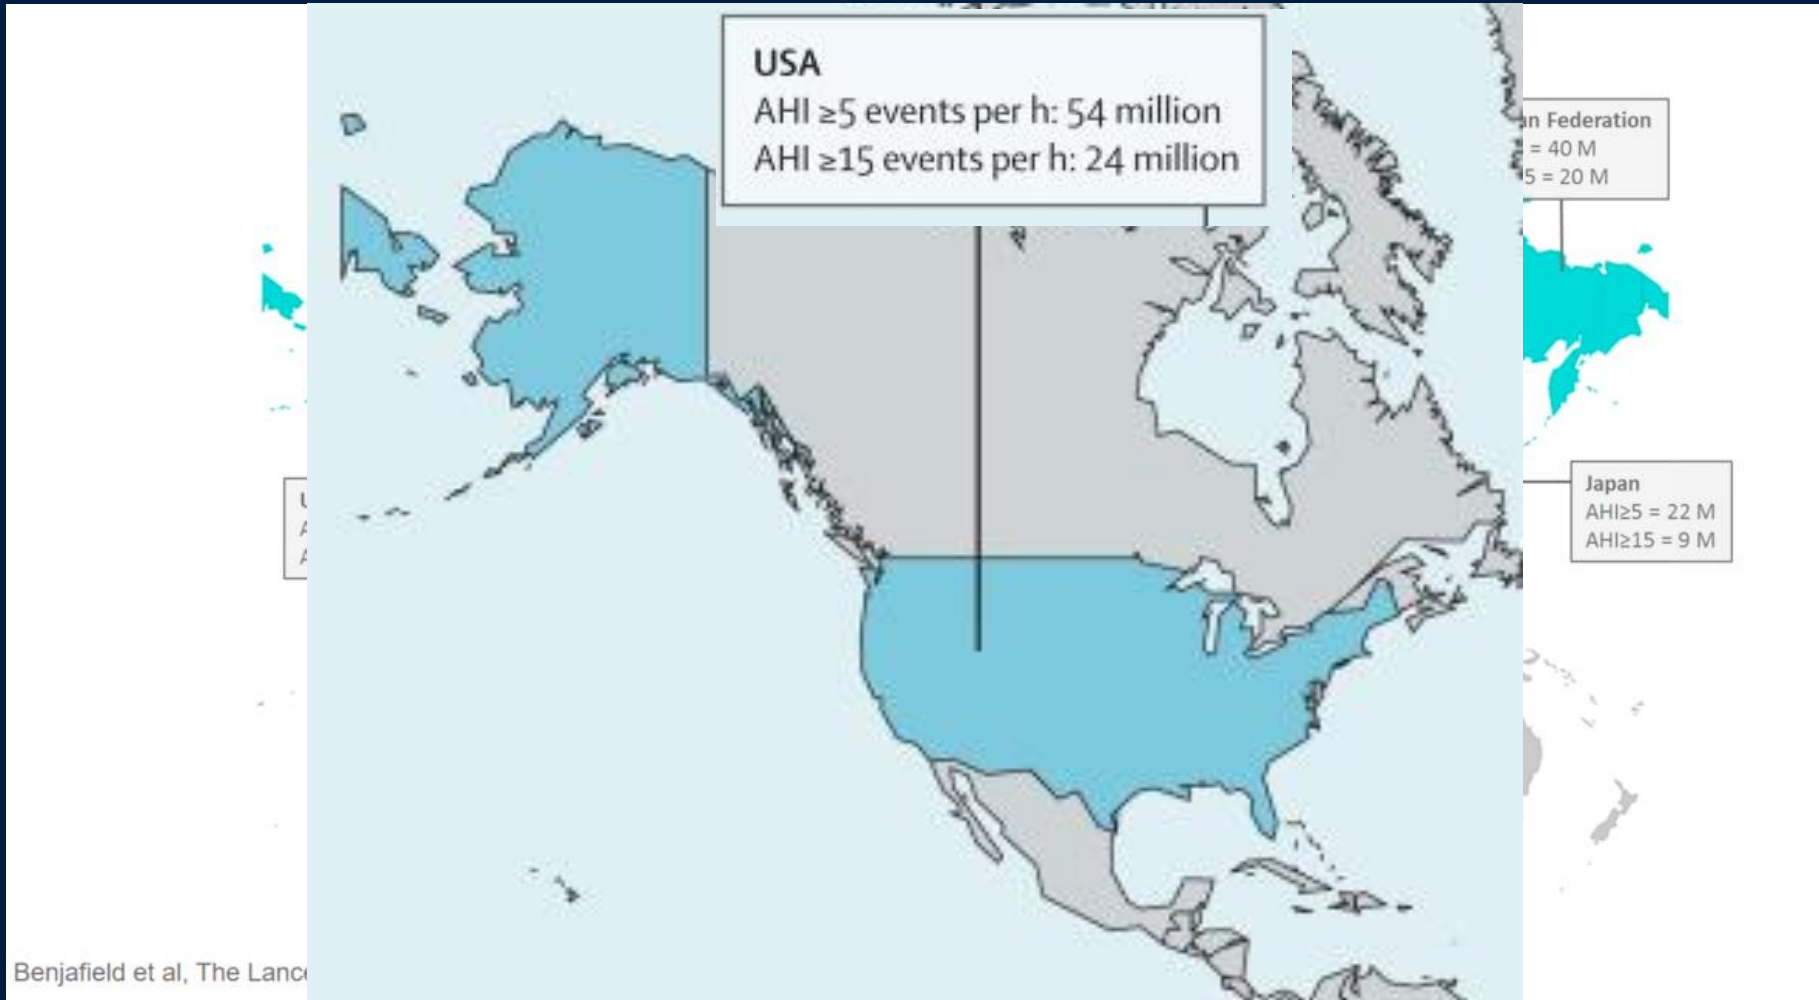 USA
AHI ≥5 events per h: 54 million
AHI ≥15 events per h: 24 million
Federation
= 40 M
= 20 M
Japan
AHI≥5 = 22 M
AHI≥15 = 9 M
Benjafield et al, The